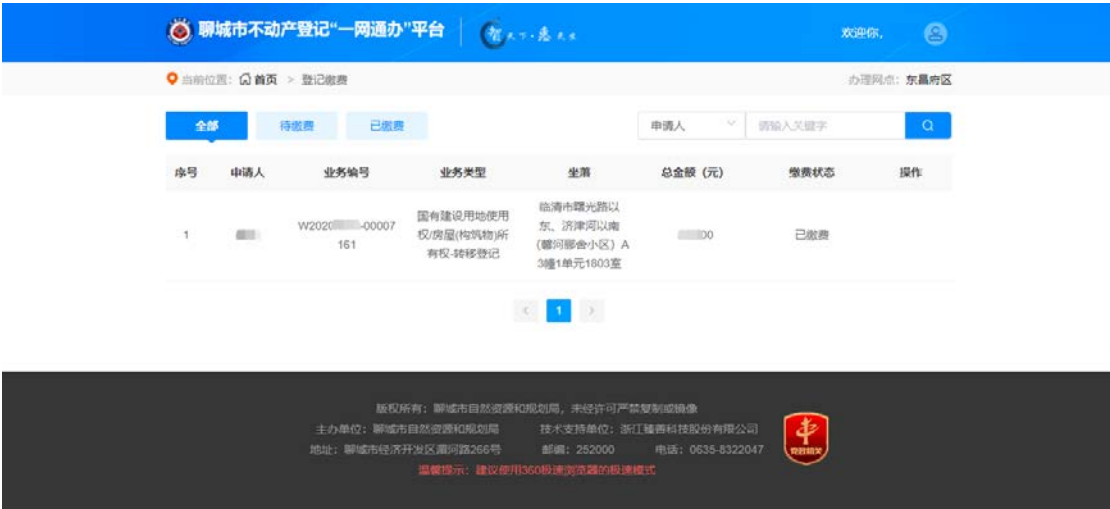 聊城市不动产登记“一网通办”平台
智天下·惠民生
欢迎你,
当前位置: 首页 > 登记缴费
办理网点: 东昌府区
全部 待缴费 已缴费
申请人 请输入关键字
序号 申请人 业务编号 业务类型 坐落 总金额 (元) 缴费状态 操作
1
W2020 -00007
161
国有建设用地使用
权/房屋(构筑物)所
有权-转移登记
临清市曙光路以
东、济津河以南
(馨河郦舍小区) A
3幢1单元1803室
00
已缴费
< 1 >
版权所有: 聊城市自然资源和规划局, 未经许可严禁复制或镜像
主办单位: 聊城市自然资源和规划局 技术支持单位: 浙江臻善科技股份有限公司
地址: 聊城市经济开发区 河路266号 邮编: 252000 电话: 0635-8322047
党政机关
温馨提示: 建议使用360极速浏览器的极速模式